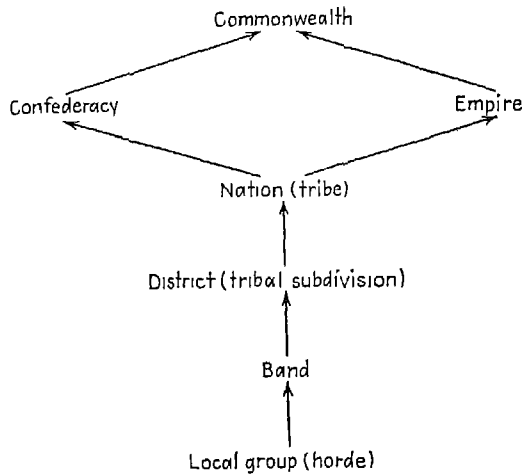 Commonwealth
Confederacy
Empire
Nation (tribe)
District (tribal subdivision)
Band
Local group (horde)